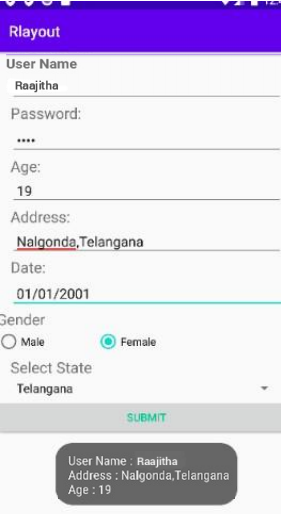 Rlayout
User Name
Raajitha
Password:
••••
Age:
19
Address:
Nalgonda,Telangana
Date:
01/01/2001
Gender
Male Female
Select State
Telangana
SUBMIT
User Name : Raajitha
Address : Nalgonda,Telangana
Age : 19